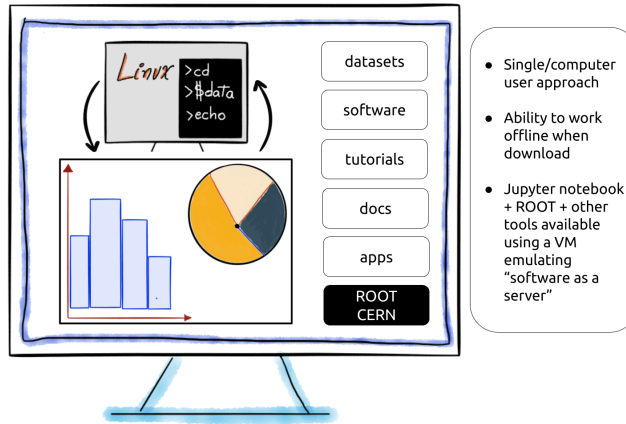 Linux
>cd
>$data
>echo
datasets
software
tutorials
docs
apps
ROOT
CERN
● Single/computer
user approach
● Ability to work
offline when
download
● Jupyter notebook
+ ROOT + other
tools available
using a VM
emulating
“software as a
server”